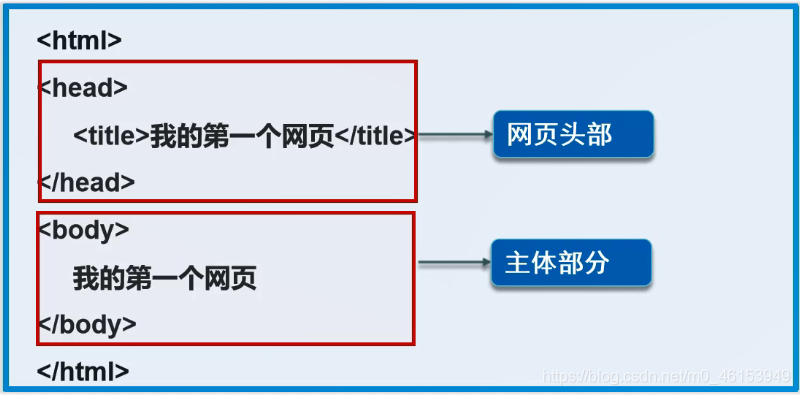 <html>
<head>
<title>我的第一个网页</title>
网页头部
</head>
<body>
我的第一个网页
主体部分
</body>
</html>
https://blog.csdn.net/m0_46153949